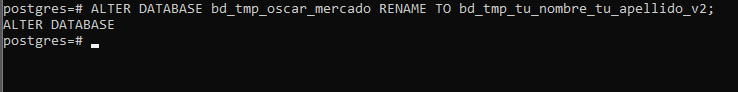 postgres=# ALTER DATABASE bd_tmp_oscar_mercado RENAME TO bd_tmp_tu_nombre_tu_apellido_v2;
ALTER DATABASE
postgres=#